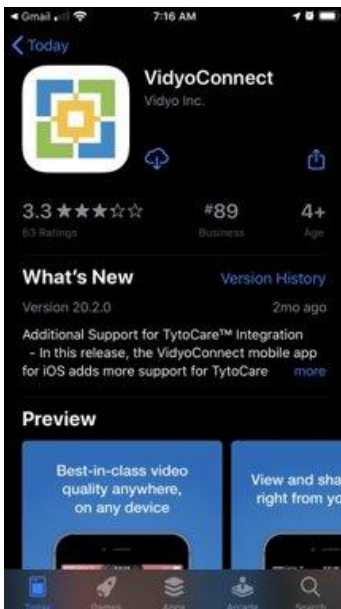 Gmail 7:16 AM
Today
VidyoConnect
Vidyo Inc.
3.3 #89 4+
63 Ratings Business Age
What's New Version History
Version 20.2.0 2mo ago
Additional Support for TytoCare™ Integration
- In this release, the VidyoConnect mobile app
for iOS adds more support for TytoCare more
Preview
Best-in-class video
quality anywhere,
on any device
View and sha
right from yo
Today Games Apps Arcade Search